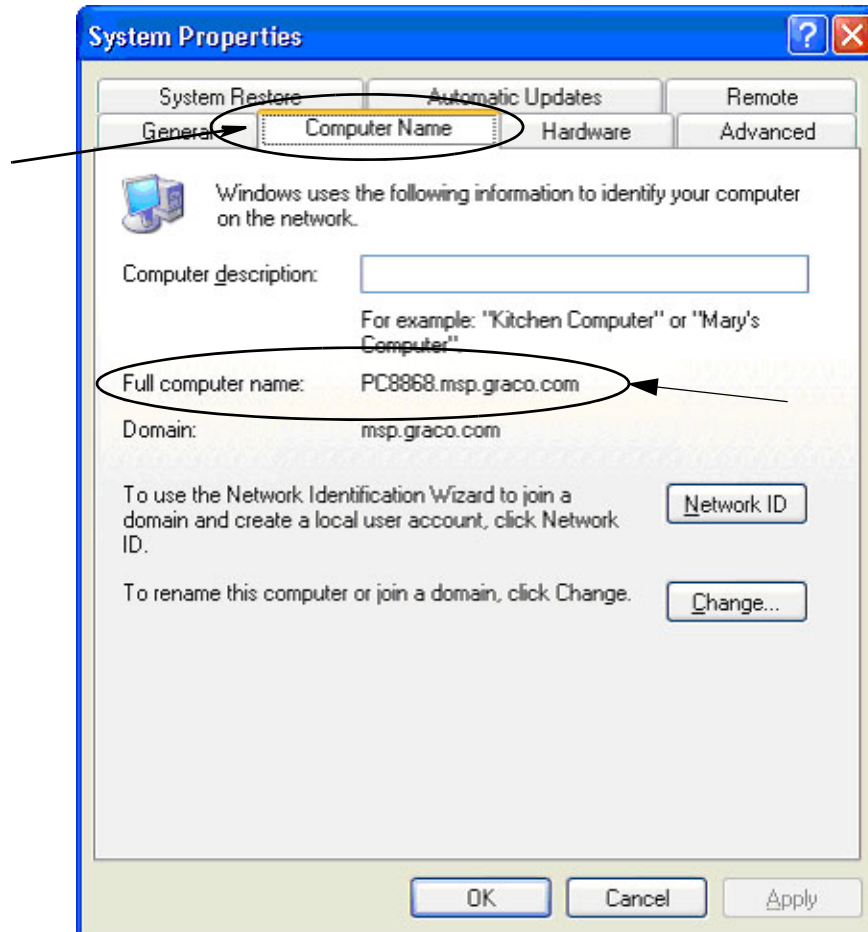 System Properties
System Restore Automatic Updates Remote
General Computer Name Hardware Advanced
Windows uses the following information to identify your computer
on the network.
Computer description:
For example: "Kitchen Computer" or "Mary's
Computer".
Full computer name: PC8868.msp.graco.com
Domain: msp.graco.com
To use the Network Identification Wizard to join a
domain and create a local user account, click Network
ID.
Network ID
To rename this computer or join a domain, click Change.
Change...
OK Cancel Apply